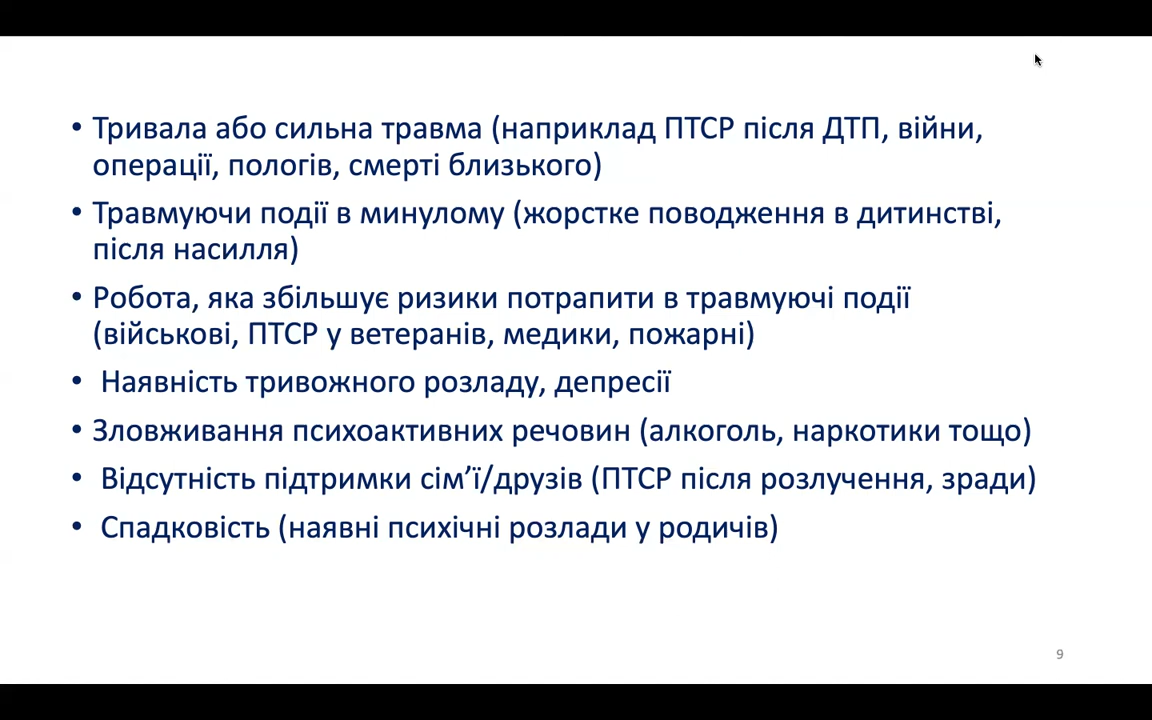 • Тривала або сильна травма (наприклад ПТСР після ДТП, війни,
операції, пологів, смерті близького)
• Травмуючи події в минулому (жорстке поводження в дитинстві,
після насилля)
• Робота, яка збільшує ризики потрапити в травмуючі події
(військові, ПТСР у ветеранів, медики, пожарні)
• Наявність тривожного розладу, депресії
• Зловживання психоактивних речовин (алкоголь, наркотики тощо)
• Відсутність підтримки сім’ї/друзів (ПТСР після розлучення, зради)
• Спадковість (наявні психічні розлади у родичів)
9